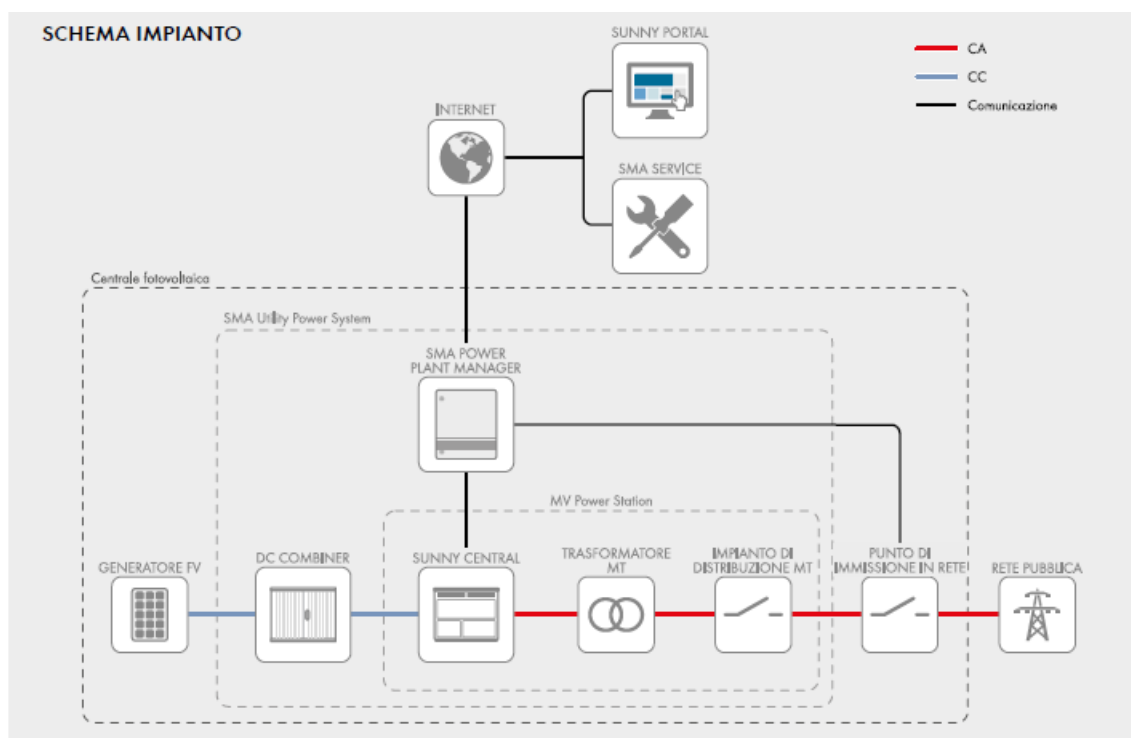 SCHEMA IMPIANTO
SUNNY PORTAL
CA
CC
Comunicazione
INTERNET
SMA SERVICE
Centrale fotovoltaica
SMA Utility Power System
SMA POWER
PLANT MANAGER
MV Power Station
GENERATORE FV
DC COMBINER
SUNNY CENTRAL
TRASFORMATORE
MT
IMPIANTO DI
DISTRIBUZIONE MT
PUNTO DI
IMMISSIONE IN RETE
RETE PUBBLICA